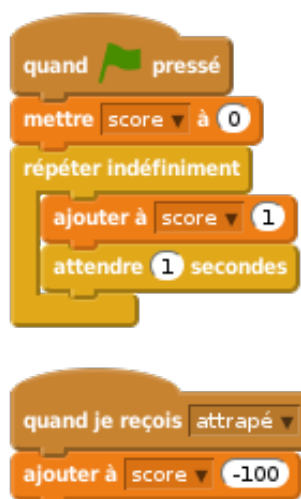 quand pressé
mettre score à 0
répéter indéfiniment
ajouter à score 1
attendre 1 secondes
quand je reçois attrapé
ajouter à score -100